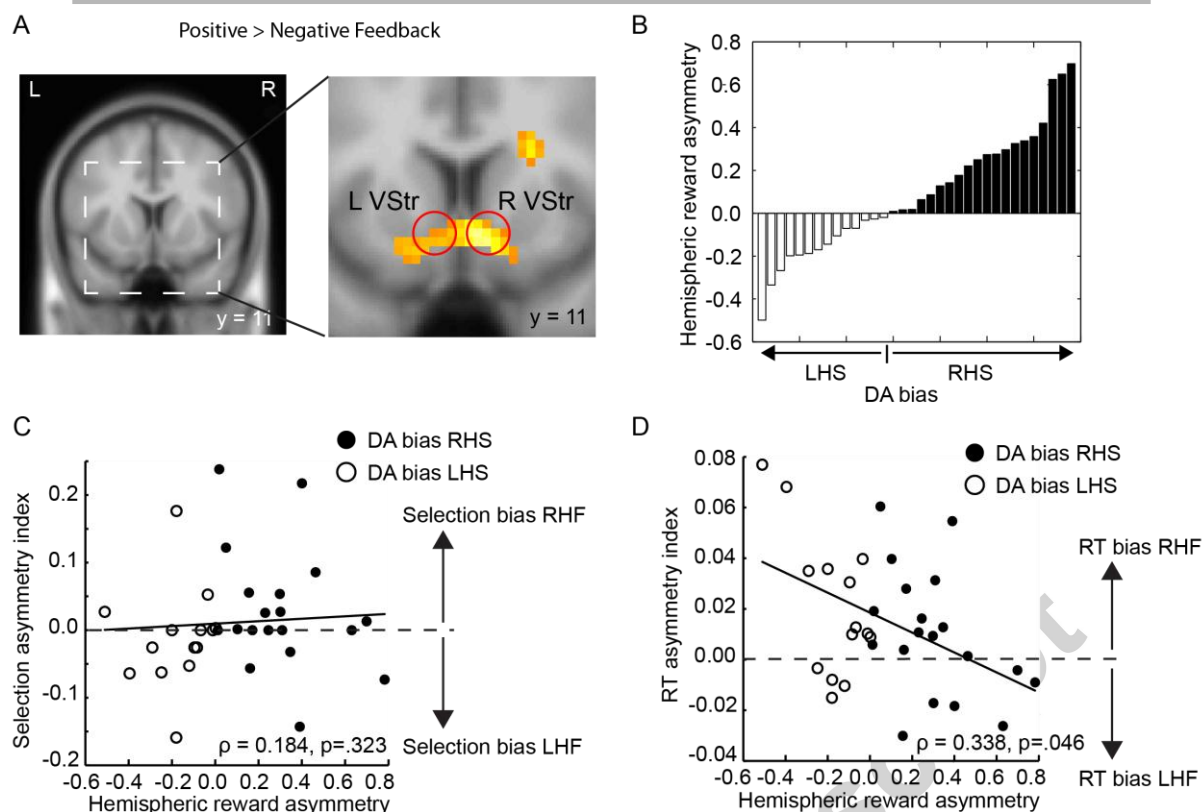 A
Positive > Negative Feedback
L
R
y = 11
L VStr
R VStr
y = 11
B
Hemispheric reward asymmetry
0.8
0:6
0.4
0.2
0.0
-0.2
-0.4
-0.6
LHS
RHS
DA bias
C
DA bias RHS
DA bias LHS
Selection asymmetry index
0.2
0.1
0.0
-0.1
-0.2
Selection bias RHF
Selection bias LHF
ρ = 0.184, p=.323
-0.6 -0.4 -0.2 0.0 0.2 0.4 0.6 0.8
Hemispheric reward asymmetry
D
DA bias RHS
DA bias LHS
RT asymmetry index
0.08
0.06
0.04
0.02
0.00
-0.02
-0.04
RT bias RHF
RT bias LHF
ρ = 0.338, p=.046
-0.6 -0.4 -0.2 0.0 0.2 0.4 0.6 0.8
Hemispheric reward asymmetry